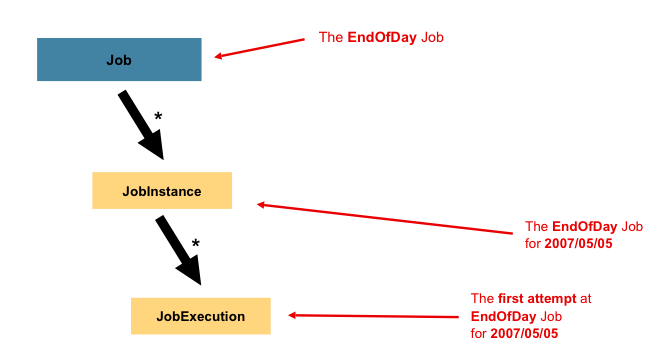 The EndOfDay Job
Job
*
JobInstance
The EndOfDay Job
for 2007/05/05
*
The first attempt at
EndOfDay Job
for 2007/05/05
JobExecution